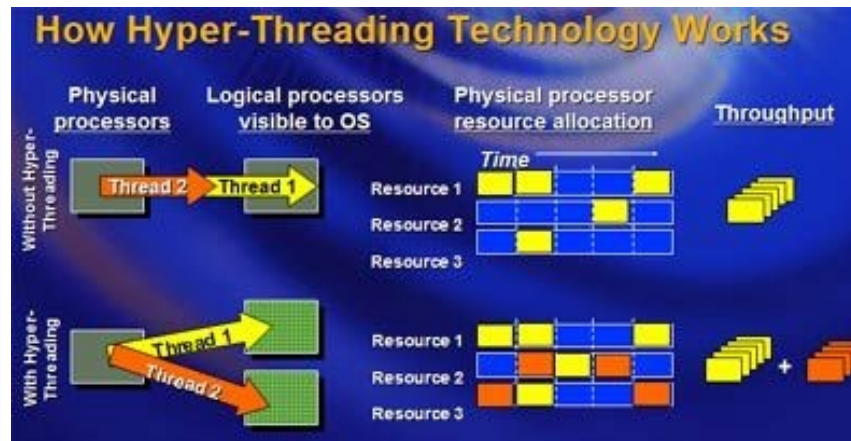 How Hyper-Threading Technology Works
Physical
processors
Logical processors
visible to OS
Physical processor
resource allocation
Throughput
Without Hyper-
Threading
Thread 2
Thread 1
Time
Resource 1
Resource 2
Resource 3
With Hyper-
Threading
Thread 1
Thread 2
Resource 1
Resource 2
Resource 3
+